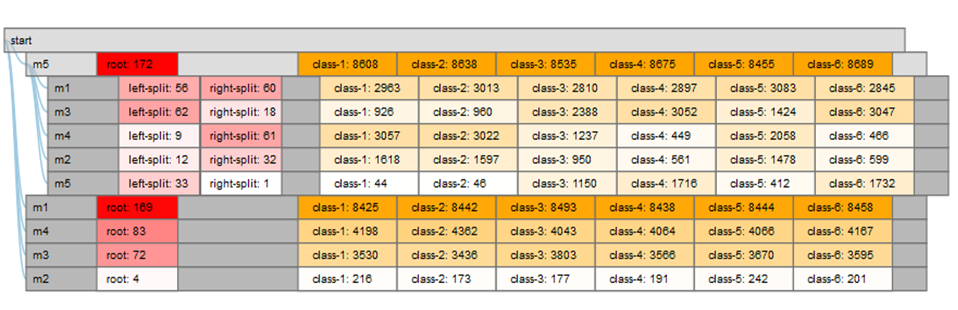 start
m5 root: 172 class-1: 8608 class-2: 8638 class-3: 8535 class-4: 8675 class-5: 8455 class-6: 8689
m1 left-split: 56 right-split: 60 class-1: 2963 class-2: 3013 class-3: 2810 class-4: 2897 class-5: 3083 class-6: 2845
m3 left-split: 62 right-split: 18 class-1: 926 class-2: 960 class-3: 2388 class-4: 3052 class-5: 1424 class-6: 3047
m4 left-split: 9 right-split: 61 class-1: 3057 class-2: 3022 class-3: 1237 class-4: 449 class-5: 2058 class-6: 466
m2 left-split: 12 right-split: 32 class-1: 1618 class-2: 1597 class-3: 950 class-4: 561 class-5: 1478 class-6: 599
m5 left-split: 33 right-split: 1 class-1: 44 class-2: 46 class-3: 1150 class-4: 1716 class-5: 412 class-6: 1732
m1 root: 169 class-1: 8425 class-2: 8442 class-3: 8493 class-4: 8438 class-5: 8444 class-6: 8458
m4 root: 83 class-1: 4198 class-2: 4362 class-3: 4043 class-4: 4064 class-5: 4066 class-6: 4167
m3 root: 72 class-1: 3530 class-2: 3436 class-3: 3803 class-4: 3566 class-5: 3670 class-6: 3595
m2 root: 4 class-1: 216 class-2: 173 class-3: 177 class-4: 191 class-5: 242 class-6: 201